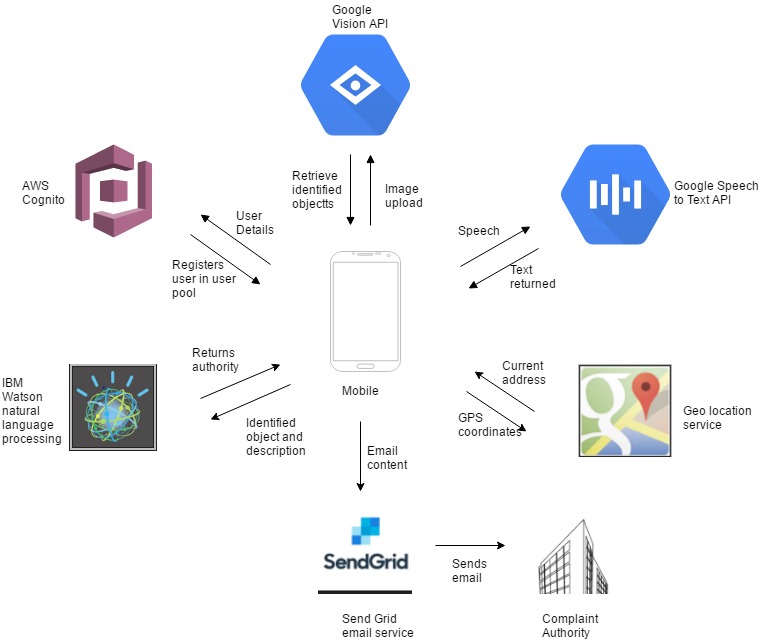 Google
Vision API
AWS
Cognito
Google Speech
to Text API
Retrieve
identified
objectts
Image
upload
User
Details
Registers
user in user
pool
Speech
Text
returned
IBM
Watson
natural
language
processing
Returns
authority
Identified
object and
description
Mobile
Current
address
GPS
coordinates
Geo location
service
Email
content
SendGrid
Sends
email
Send Grid
email service
Complaint
Authority